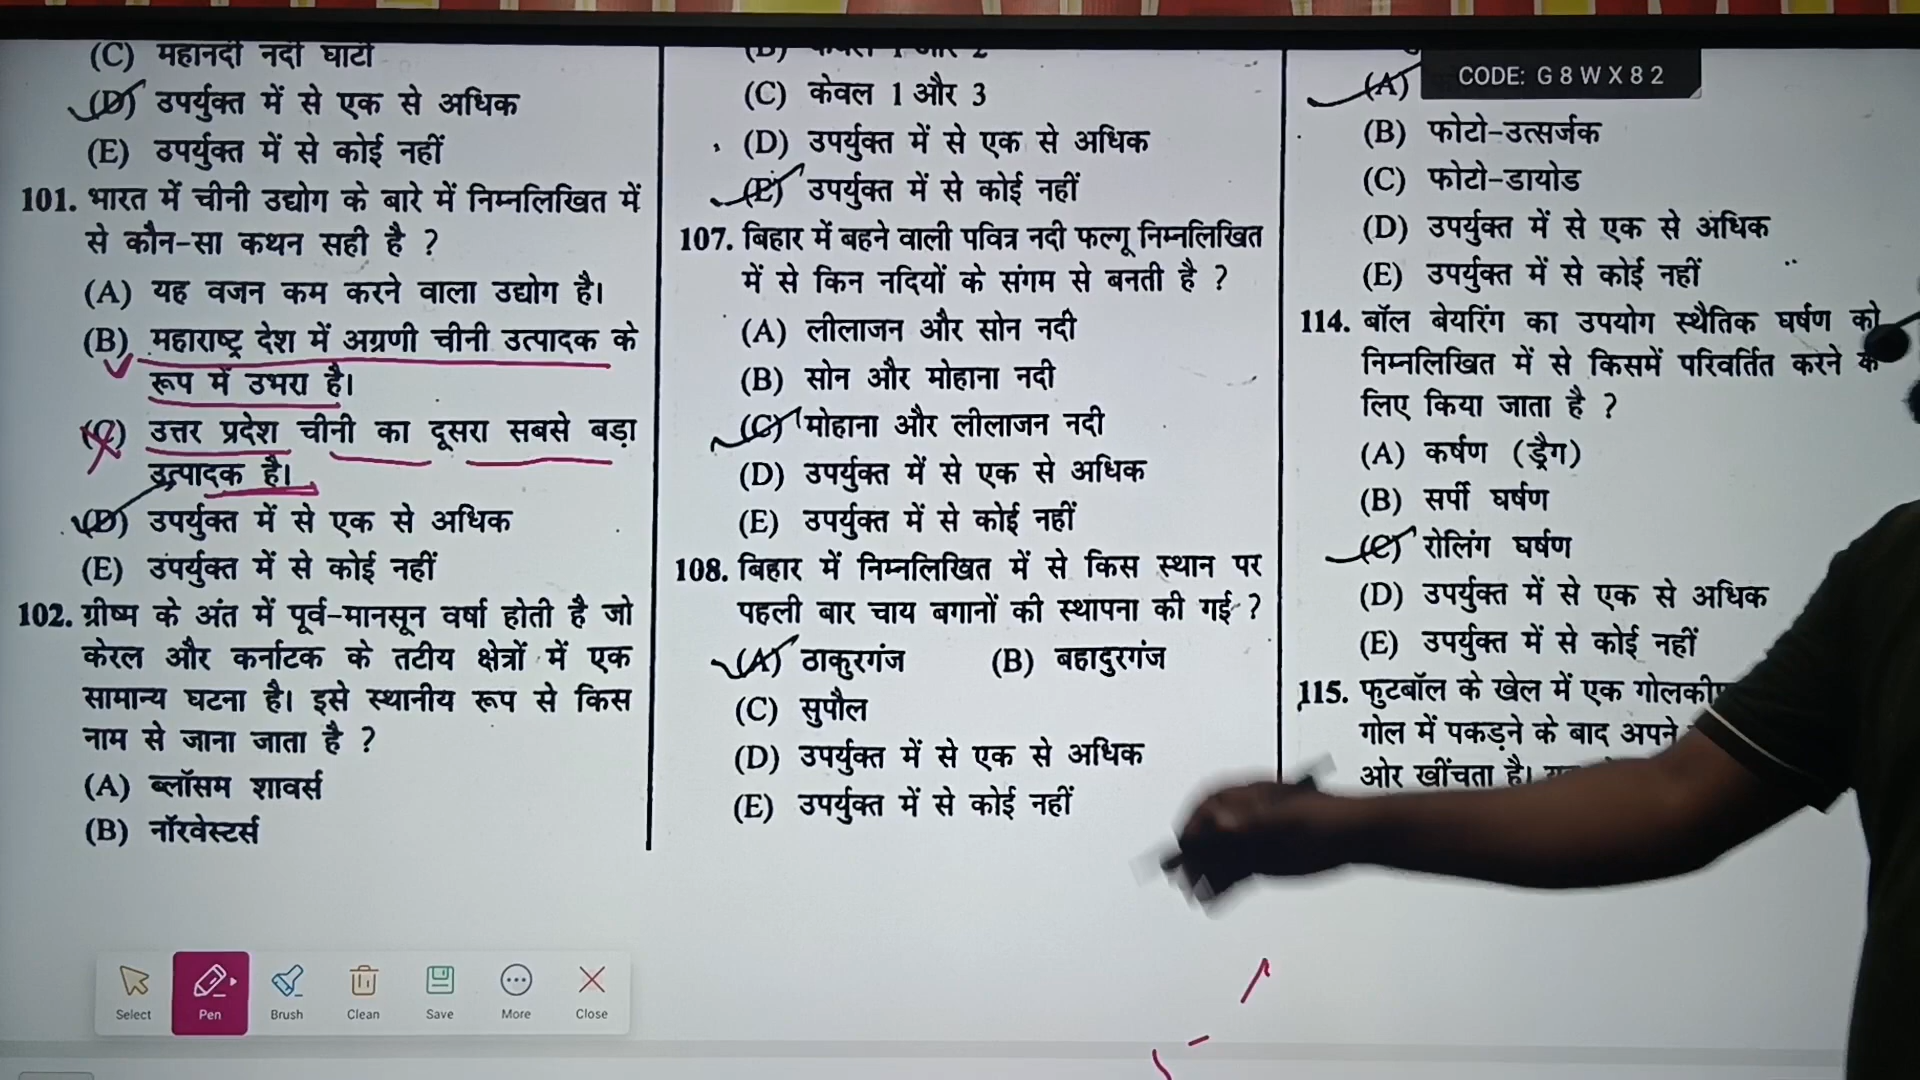 (C) महानदी नदी घाटी
(D) उपर्युक्त में से एक से अधिक
(E) उपर्युक्त में से कोई नहीं
101. भारत में चीनी उद्योग के बारे में निम्नलिखित में
से कौन-सा कथन सही है ?
(A) यह वजन कम करने वाला उद्योग है।
(B) महाराष्ट्र देश में अग्रणी चीनी उत्पादक के
रूप में उभरा है।
(C) उत्तर प्रदेश चीनी का दूसरा सबसे बड़ा
उत्पादक है।
(D) उपर्युक्त में से एक से अधिक
(E) उपर्युक्त में से कोई नहीं
102. ग्रीष्म के अंत में पूर्व-मानसून वर्षा होती है जो
केरल और कर्नाटक के तटीय क्षेत्रों में एक
सामान्य घटना है। इसे स्थानीय रूप से किस
नाम से जाना जाता है ?
(A) ब्लॉसम शावर्स
(B) नॉरवेस्टर्स
(C) केवल 1 और 3
(D) उपर्युक्त में से एक से अधिक
(E) उपर्युक्त में से कोई नहीं
107. बिहार में बहने वाली पवित्र नदी फल्गू निम्नलिखित
में से किन नदियों के संगम से बनती है ?
(A) लीलाजन और सोन नदी
(B) सोन और मोहाना नदी
(C) मोहाना और लीलाजन नदी
(D) उपर्युक्त में से एक से अधिक
(E) उपर्युक्त में से कोई नहीं
108. बिहार में निम्नलिखित में से किस स्थान पर
पहली बार चाय बगानों की स्थापना की गई ?
(A) ठाकुरगंज (B) बहादुरगंज
(C) सुपौल
(D) उपर्युक्त में से एक से अधिक
(E) उपर्युक्त में से कोई नहीं
CODE: G8WX82
(A)
(B) फोटो-उत्सर्जक
(C) फोटो-डायोड
(D) उपर्युक्त में से एक से अधिक
(E) उपर्युक्त में से कोई नहीं
114. बॉल बेयरिंग का उपयोग स्थैतिक घर्षण को
निम्नलिखित में से किसमें परिवर्तित करने के
लिए किया जाता है ?
(A) कर्षण (ड्रैग)
(B) सर्पी घर्षण
(C) रोलिंग घर्षण
(D) उपर्युक्त में से एक से अधिक
(E) उपर्युक्त में से कोई नहीं
115. फुटबॉल के खेल में एक
गोल में पकड़ने के बाद अपने
ओर खींचता है।
Select Pen Brush Clean Save More Close